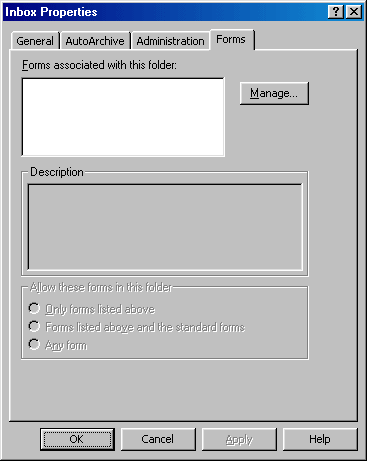 Inbox Properties
General AutoArchive Administration Forms
Forms associated with this folder:
Manage...
Description
Allow these forms in this folder
Only forms listed above
Forms listed above and the standard forms
Any form
OK Cancel Apply Help